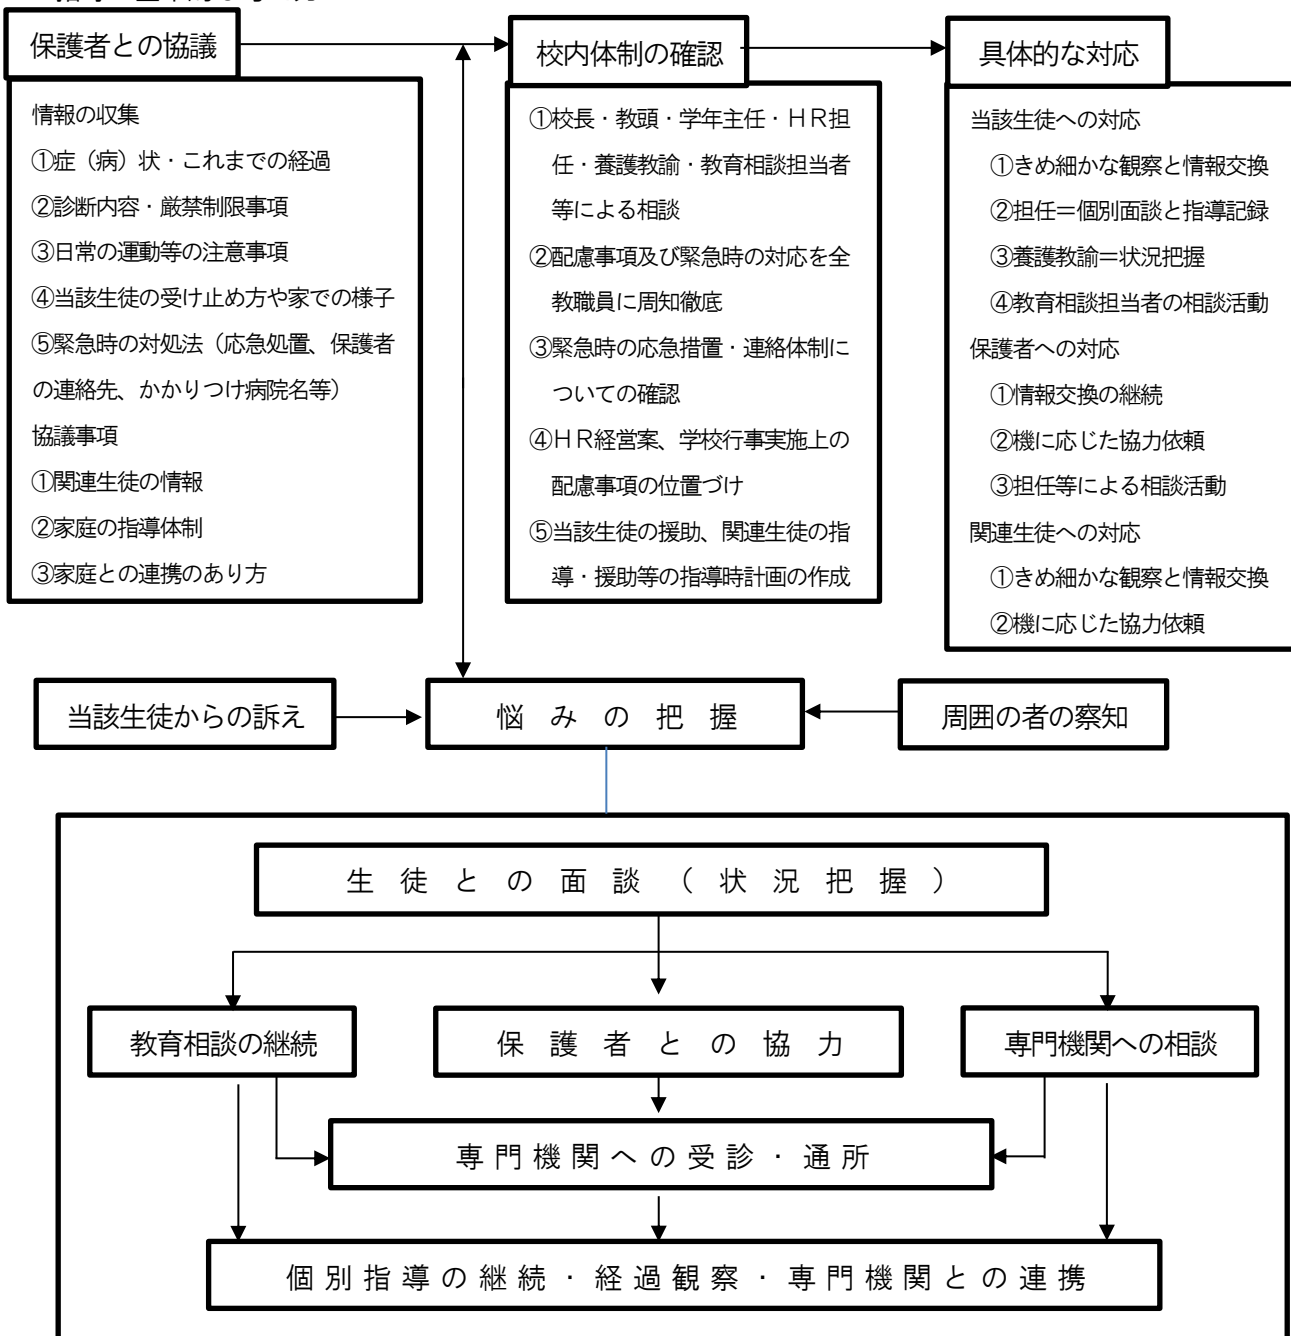 保護者との協議
情報の収集
①症（病）状・これまでの経過
②診断内容・厳禁制限事項
③日常の運動等の注意事項
④当該生徒の受け止め方や家での様子
⑤緊急時の対処法（応急処置、保護者
の連絡先、かかりつけ病院名等）
協議事項
①関連生徒の情報
②家庭の指導体制
③家庭との連携のあり方
校内体制の確認
①校長・教頭・学年主任・ＨＲ担
任・養護教諭・教育相談担当者
等による相談
②配慮事項及び緊急時の対応を全
教職員に周知徹底
③緊急時の応急措置・連絡体制に
ついての確認
④ＨＲ経営案、学校行事実施上の
配慮事項の位置づけ
⑤当該生徒の援助、関連生徒の指
導・援助等の指導時計画の作成
具体的な対応
当該生徒への対応
①きめ細かな観察と情報交換
②担任＝個別面談と指導記録
③養護教諭＝状況把握
④教育相談担当者の相談活動
保護者への対応
①情報交換の継続
②機に応じた協力依頼
③担任等による相談活動
関連生徒への対応
①きめ細かな観察と情報交換
②機に応じた協力依頼
当該生徒からの訴え
悩みの把握
周囲の者の察知
生徒との面談（状況把握）
教育相談の継続
保護者との協力
専門機関への相談
専門機関への受診・通所
個別指導の継続・経過観察・専門機関との連携